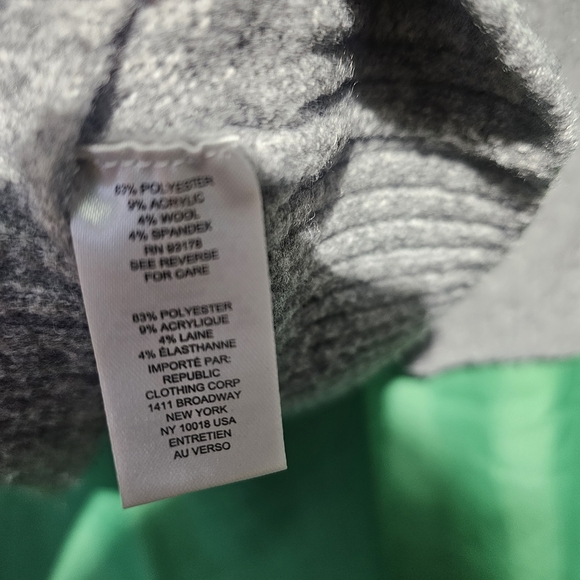 83% POLYESTER
9% ACRYLIC
4% WOOL
4% SPANDEX
RN 93178
SEE REVERSE
FOR CARE
83% POLYESTER
9% ACRYLIQUE
4% LAINE
4% ÉLASTHANNE
IMPORTÉ PAR:
REPUBLIC
CLOTHING CORP
1411 BROADWAY
NEW YORK
NY 10018 USA
ENTRETIEN
AU VERSO